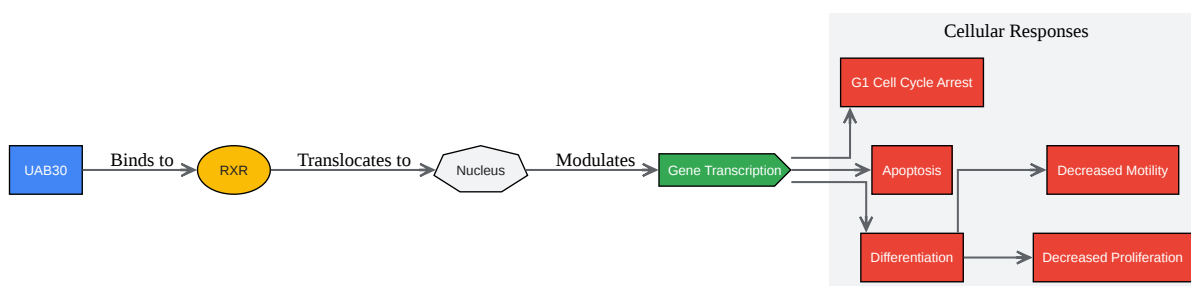 Cellular Responses
G1 Cell Cycle Arrest
UAB30
Binds to
RXR
Translocates to
Nucleus
Modulates
Gene Transcription
Apoptosis
Decreased Motility
Differentiation
Decreased Proliferation